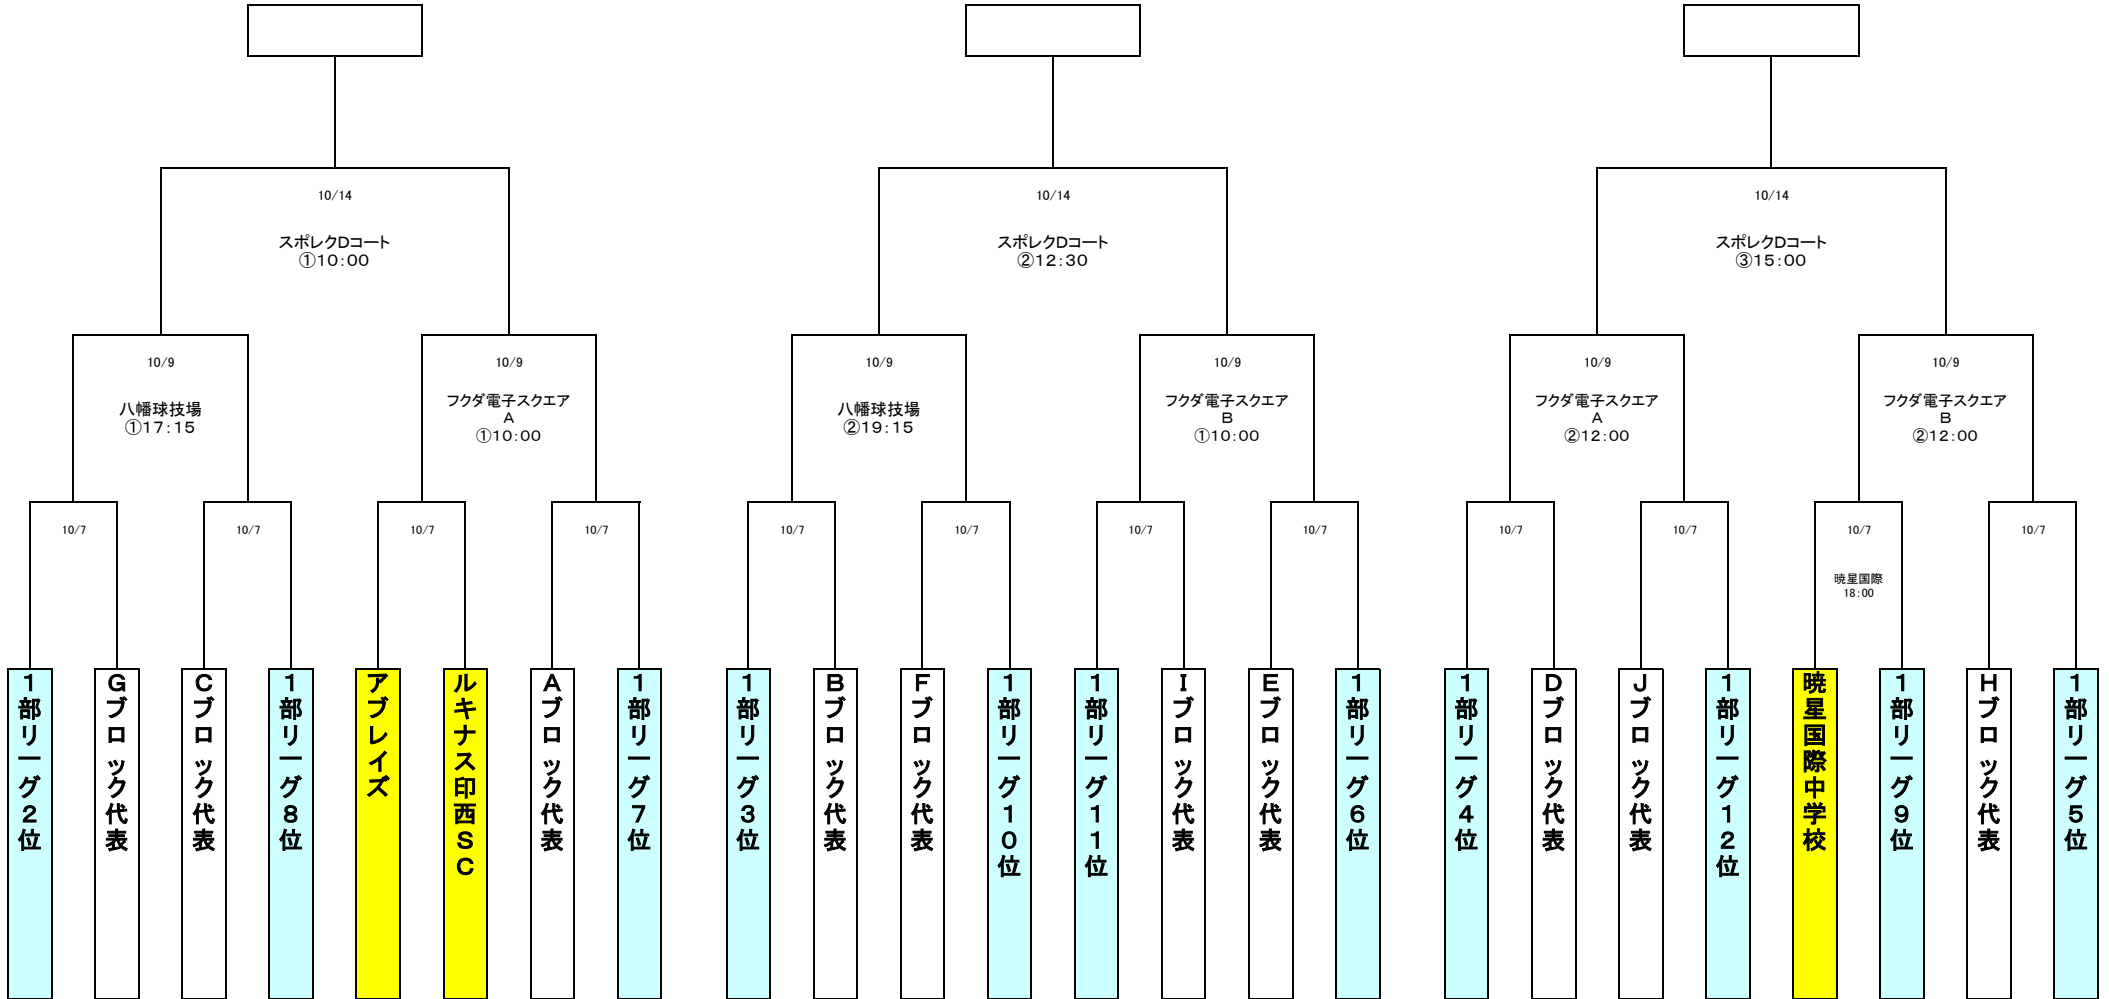 10/14
スポレクDコート
①10:00
10/14
スポレクDコート
②12:30
10/14
スポレクDコート
③15:00
10/9
八幡球技場
①17:15
10/9
フクダ電子スクエア
A
①10:00
10/9
八幡球技場
②19:15
10/9
フクダ電子スクエア
B
①10:00
10/9
フクダ電子スクエア
A
②12:00
10/9
フクダ電子スクエア
B
②12:00
10/7
10/7
10/7
10/7
10/7
10/7
10/7
10/7
10/7
10/7
10/7
暁星国際
18:00
10/7
1部リーグ2位
Gブロック代表
Cブロック代表
1部リーグ8位
アブレイズ
ルキナス印西SC
Aブロック代表
1部リーグ7位
1部リーグ3位
Bブロック代表
Fブロック代表
1部リーグ10位
1部リーグ11位
Iブロック代表
Eブロック代表
1部リーグ6位
1部リーグ4位
Dブロック代表
Jブロック代表
1部リーグ12位
暁星国際中学校
1部リーグ9位
Hブロック代表
1部リーグ5位